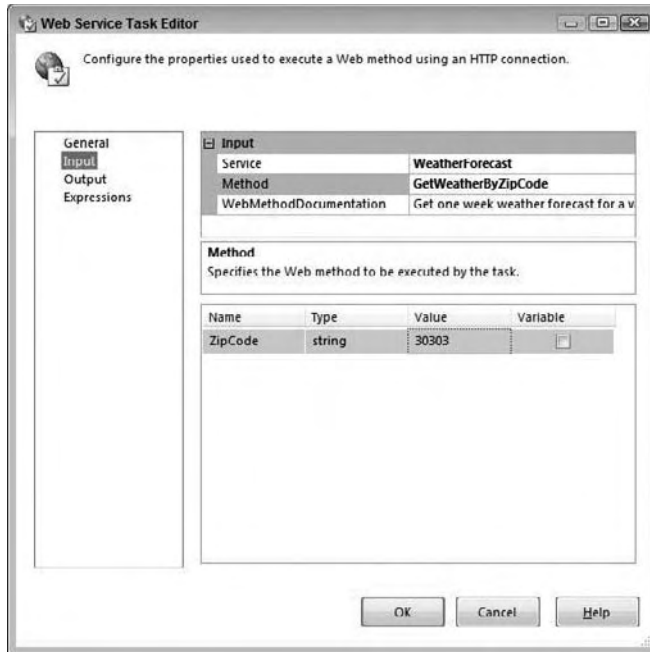 Web Service Task Editor
Configure the properties used to execute a Web method using an HTTP connection.
General
Input
Output
Expressions
Input
Service WeatherForecast
Method GetWeatherByZipCode
WebMethodDocumentation Get one week weather forecast for a v
Method
Specifies the Web method to be executed by the task.
Name Type Value Variable
ZipCode string 30303
OK Cancel Help